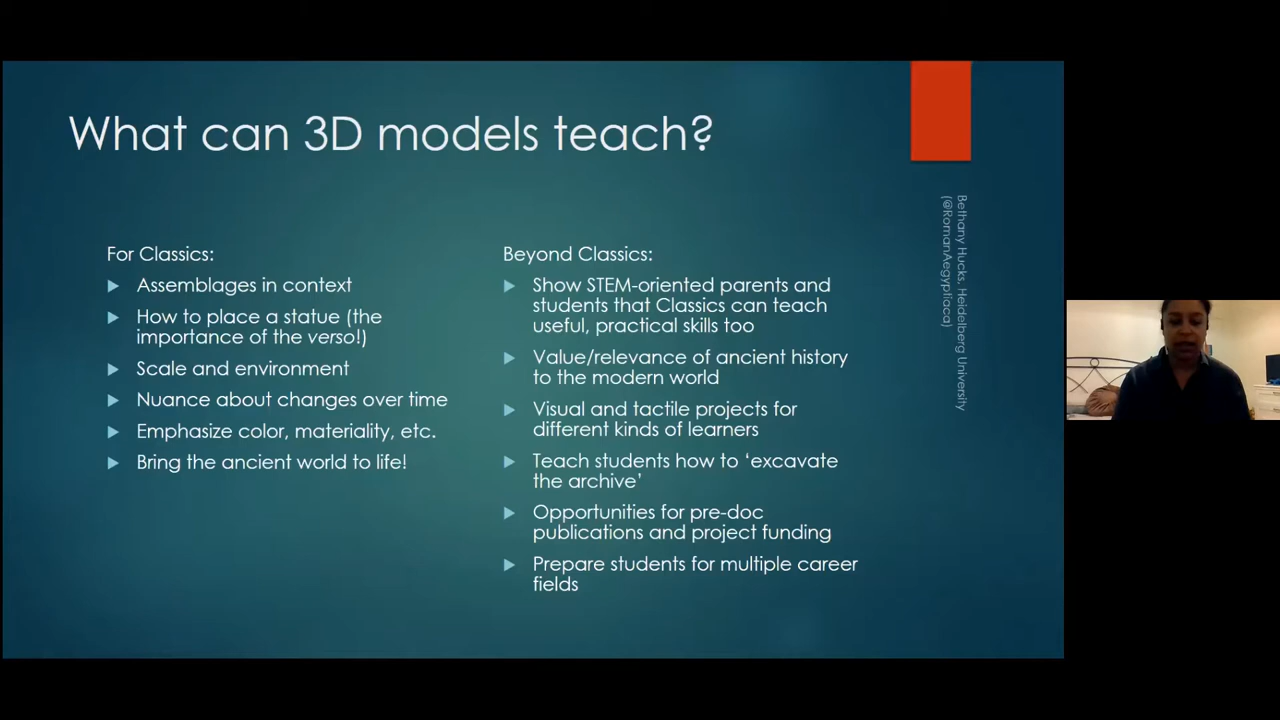 What can 3D models teach?
For Classics:
Assemblages in context
How to place a statue (the
importance of the verso!)
Scale and environment
Nuance about changes over time
Emphasize color, materiality, etc.
Bring the ancient world to life!
Beyond Classics:
Show STEM-oriented parents and
students that Classics can teach
useful, practical skills too
Value/relevance of ancient history
to the modern world
Visual and tactile projects for
different kinds of learners
Teach students how to ‘excavate
the archive’
Opportunities for pre-doc
publications and project funding
Prepare students for multiple career
fields
Bethany Hucks, Heidelberg University
(@RomanAegyptiaca)